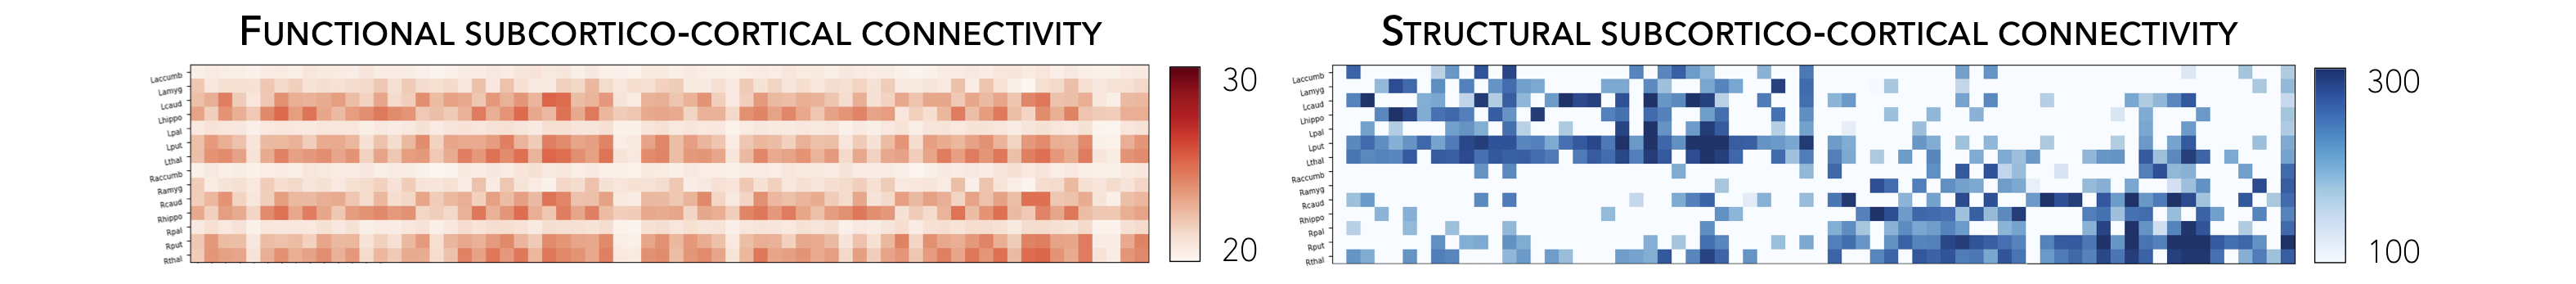 FUNCTIONAL SUBCORTICO-CORTICAL CONNECTIVITY
Laccumb
Lamyg
Lcaud
Lhippo
Lpal
Lput
Lthal
Raccumb
Ramyg
Rcaud
Rhippo
Rpal
Rput
Rthal
30
20
STRUCTURAL SUBCORTICO-CORTICAL CONNECTIVITY
Laccumb
Lamyg
Lcaud
Lhippo
Lpal
Lput
Lthal
Raccumb
Ramyg
Rcaud
Rhippo
Rpal
Rput
Rthal
300
100